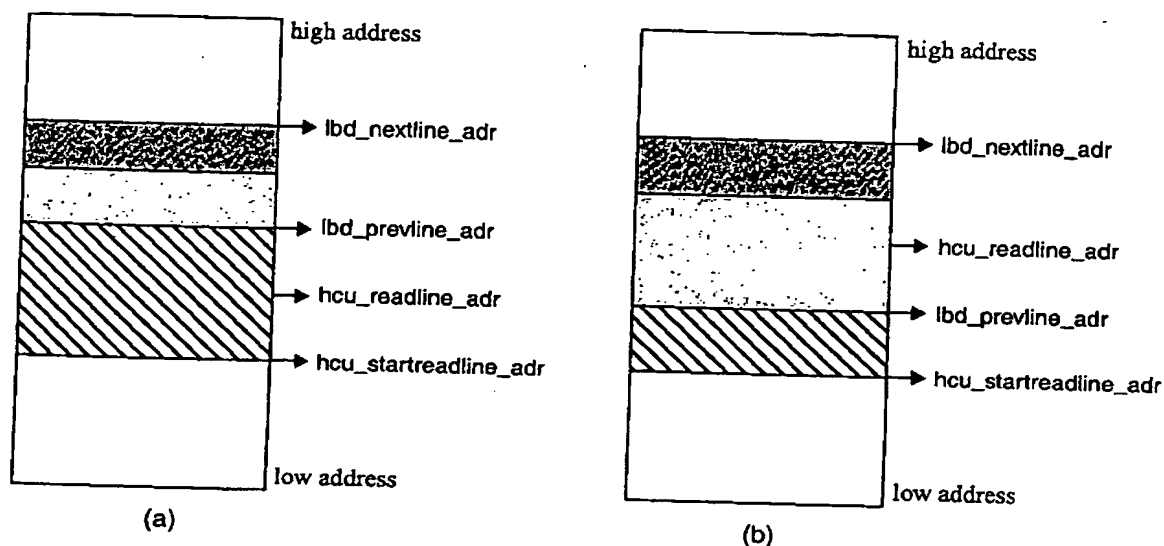 high address
lbd_nextline_adr
lbd_prevline_adr
hcu_readline_adr
hcu_startreadline_adr
low address
(a)
high address
lbd_nextline_adr
hcu_readline_adr
lbd_prevline_adr
hcu_startreadline_adr
low address
(b)